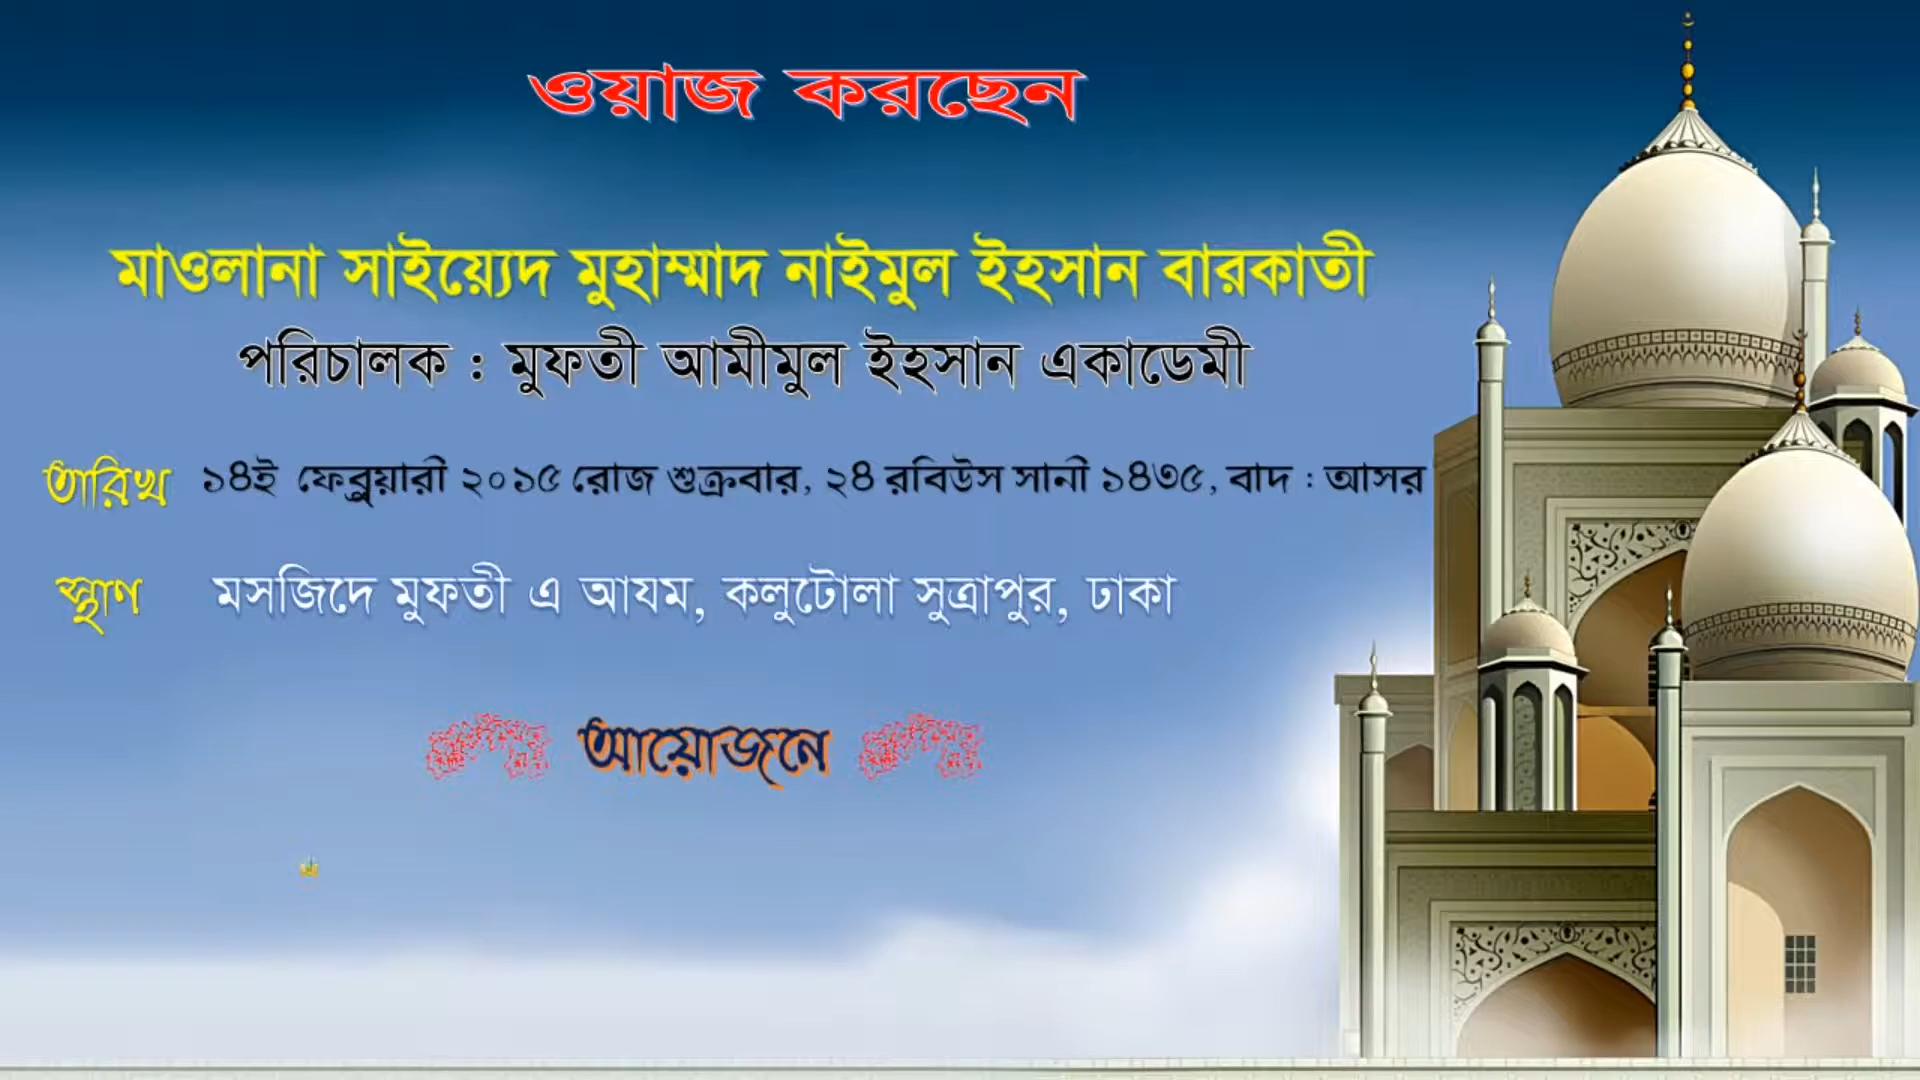 ওয়াজ করছেন
মাওলানা সাইয়্যেদ মুহাম্মাদ নাইমুল ইহসান বারকাতী
পরিচালক : মুফতী আমীমুল ইহসান একাডেমী
তারিখ ১৪ই ফেব্রুয়ারী ২০১৫ রোজ শুক্রবার, ২৪ রবিউস সানী ১৪৩৫, বাদ : আসর
স্থাণ মসজিদে মুফতী এ আযম, কলুটোলা সুত্রাপুর, ঢাকা
আয়োজনে